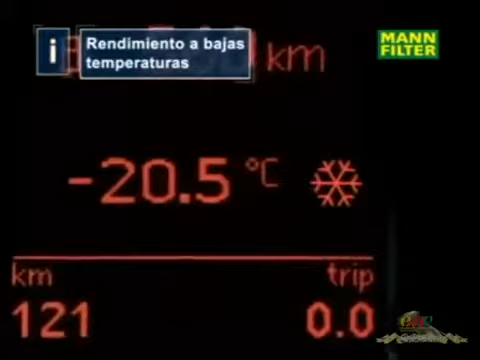 i
Rendimiento a bajas
temperaturas
MANN
FILTER
km
-20.5 °C
km
trip
121
0.0